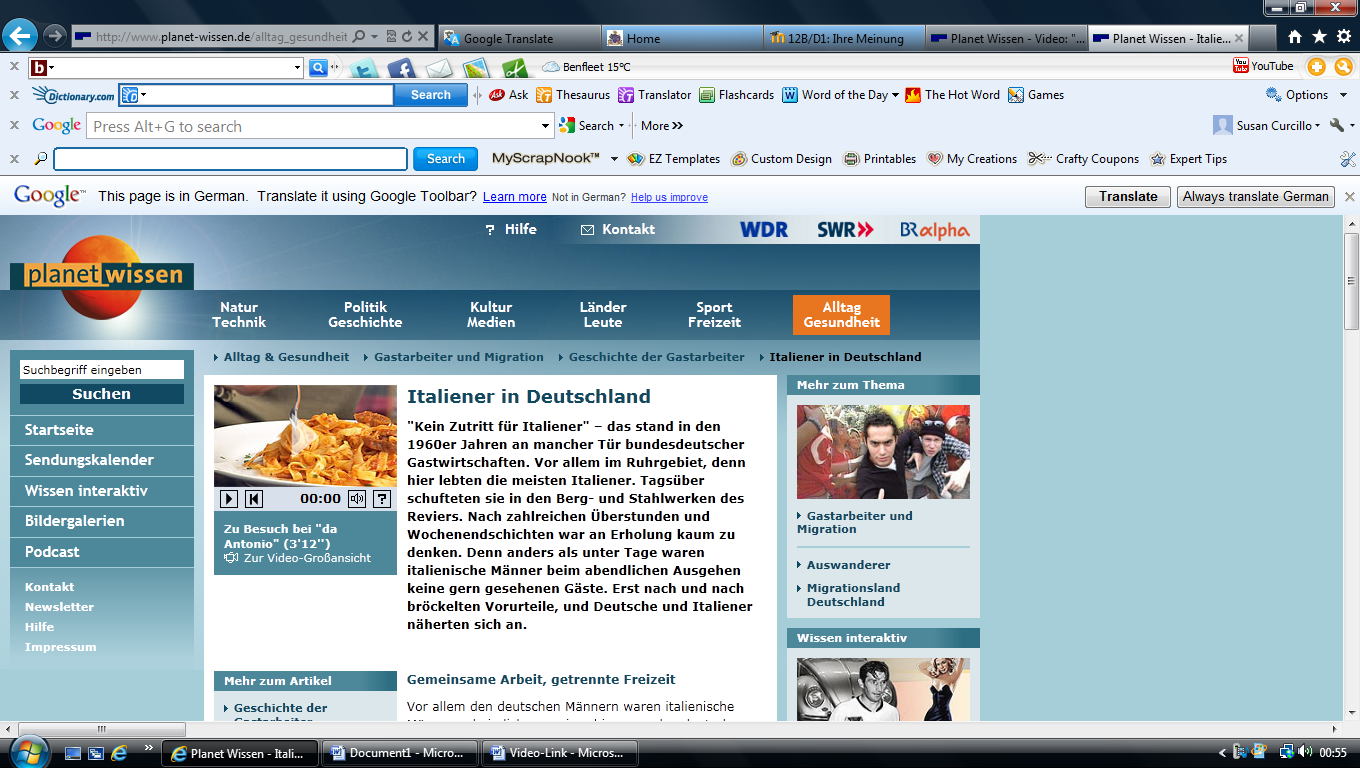 http://www.planet-wissen.de/alltag_gesundheit
Google Translate
Home
12B/D1: Ihre Meinung
Planet Wissen - Video: "...
Planet Wissen - Italie...
b
Benfleet 15°C
YouTube
Dictionary.com
Search
Ask
Thesaurus
Translator
Flashcards
Word of the Day
The Hot Word
Games
Options
Google
Press Alt+G to search
Search
More »
Susan Curcillo
Search
MyScrapNook™
EZ Templates
Custom Design
Printables
My Creations
Crafty Coupons
Expert Tips
Google™ This page is in German. Translate it using Google Toolbar? Learn more Not in German? Help us improve
Translate
Always translate German
? Hilfe
Kontakt
WDR
SWR»
BR alpha
planet wissen
Natur
Technik
Politik
Geschichte
Kultur
Medien
Länder
Leute
Sport
Freizeit
Alltag
Gesundheit
Suchbegriff eingeben
Suchen
Startseite
Sendungskalender
Wissen interaktiv
Bildergalerien
Podcast
Kontakt
Newsletter
Hilfe
Impressum
Alltag & Gesundheit
Gastarbeiter und Migration
Geschichte der Gastarbeiter
Italiener in Deutschland
00:00
?
Zu Besuch bei "da
Antonio" (3'12'')
Zur Video-Großansicht
Italiener in Deutschland
"Kein Zutritt für Italiener" – das stand in den
1960er Jahren an mancher Tür bundesdeutscher
Gastwirtschaften. Vor allem im Ruhrgebiet, denn
hier lebten die meisten Italiener. Tagsüber
schufteten sie in den Berg- und Stahlwerken des
Reviers. Nach zahlreichen Überstunden und
Wochenendschichten war an Erholung kaum zu
denken. Denn anders als unter Tage waren
italienische Männer beim abendlichen Ausgehen
keine gern gesehenen Gäste. Erst nach und nach
bröckelten Vorurteile, und Deutsche und Italiener
näherten sich an.
Mehr zum Artikel
Geschichte der
Gastarbeiter
Gemeinsame Arbeit, getrennte Freizeit
Vor allem den deutschen Männern waren italienische
Mehr zum Thema
Gastarbeiter und
Migration
Auswanderer
Migrationsland
Deutschland
Wissen interaktiv
Planet Wissen - Itali...
Document1 - Micro...
Video-Link - Micros...
00:55